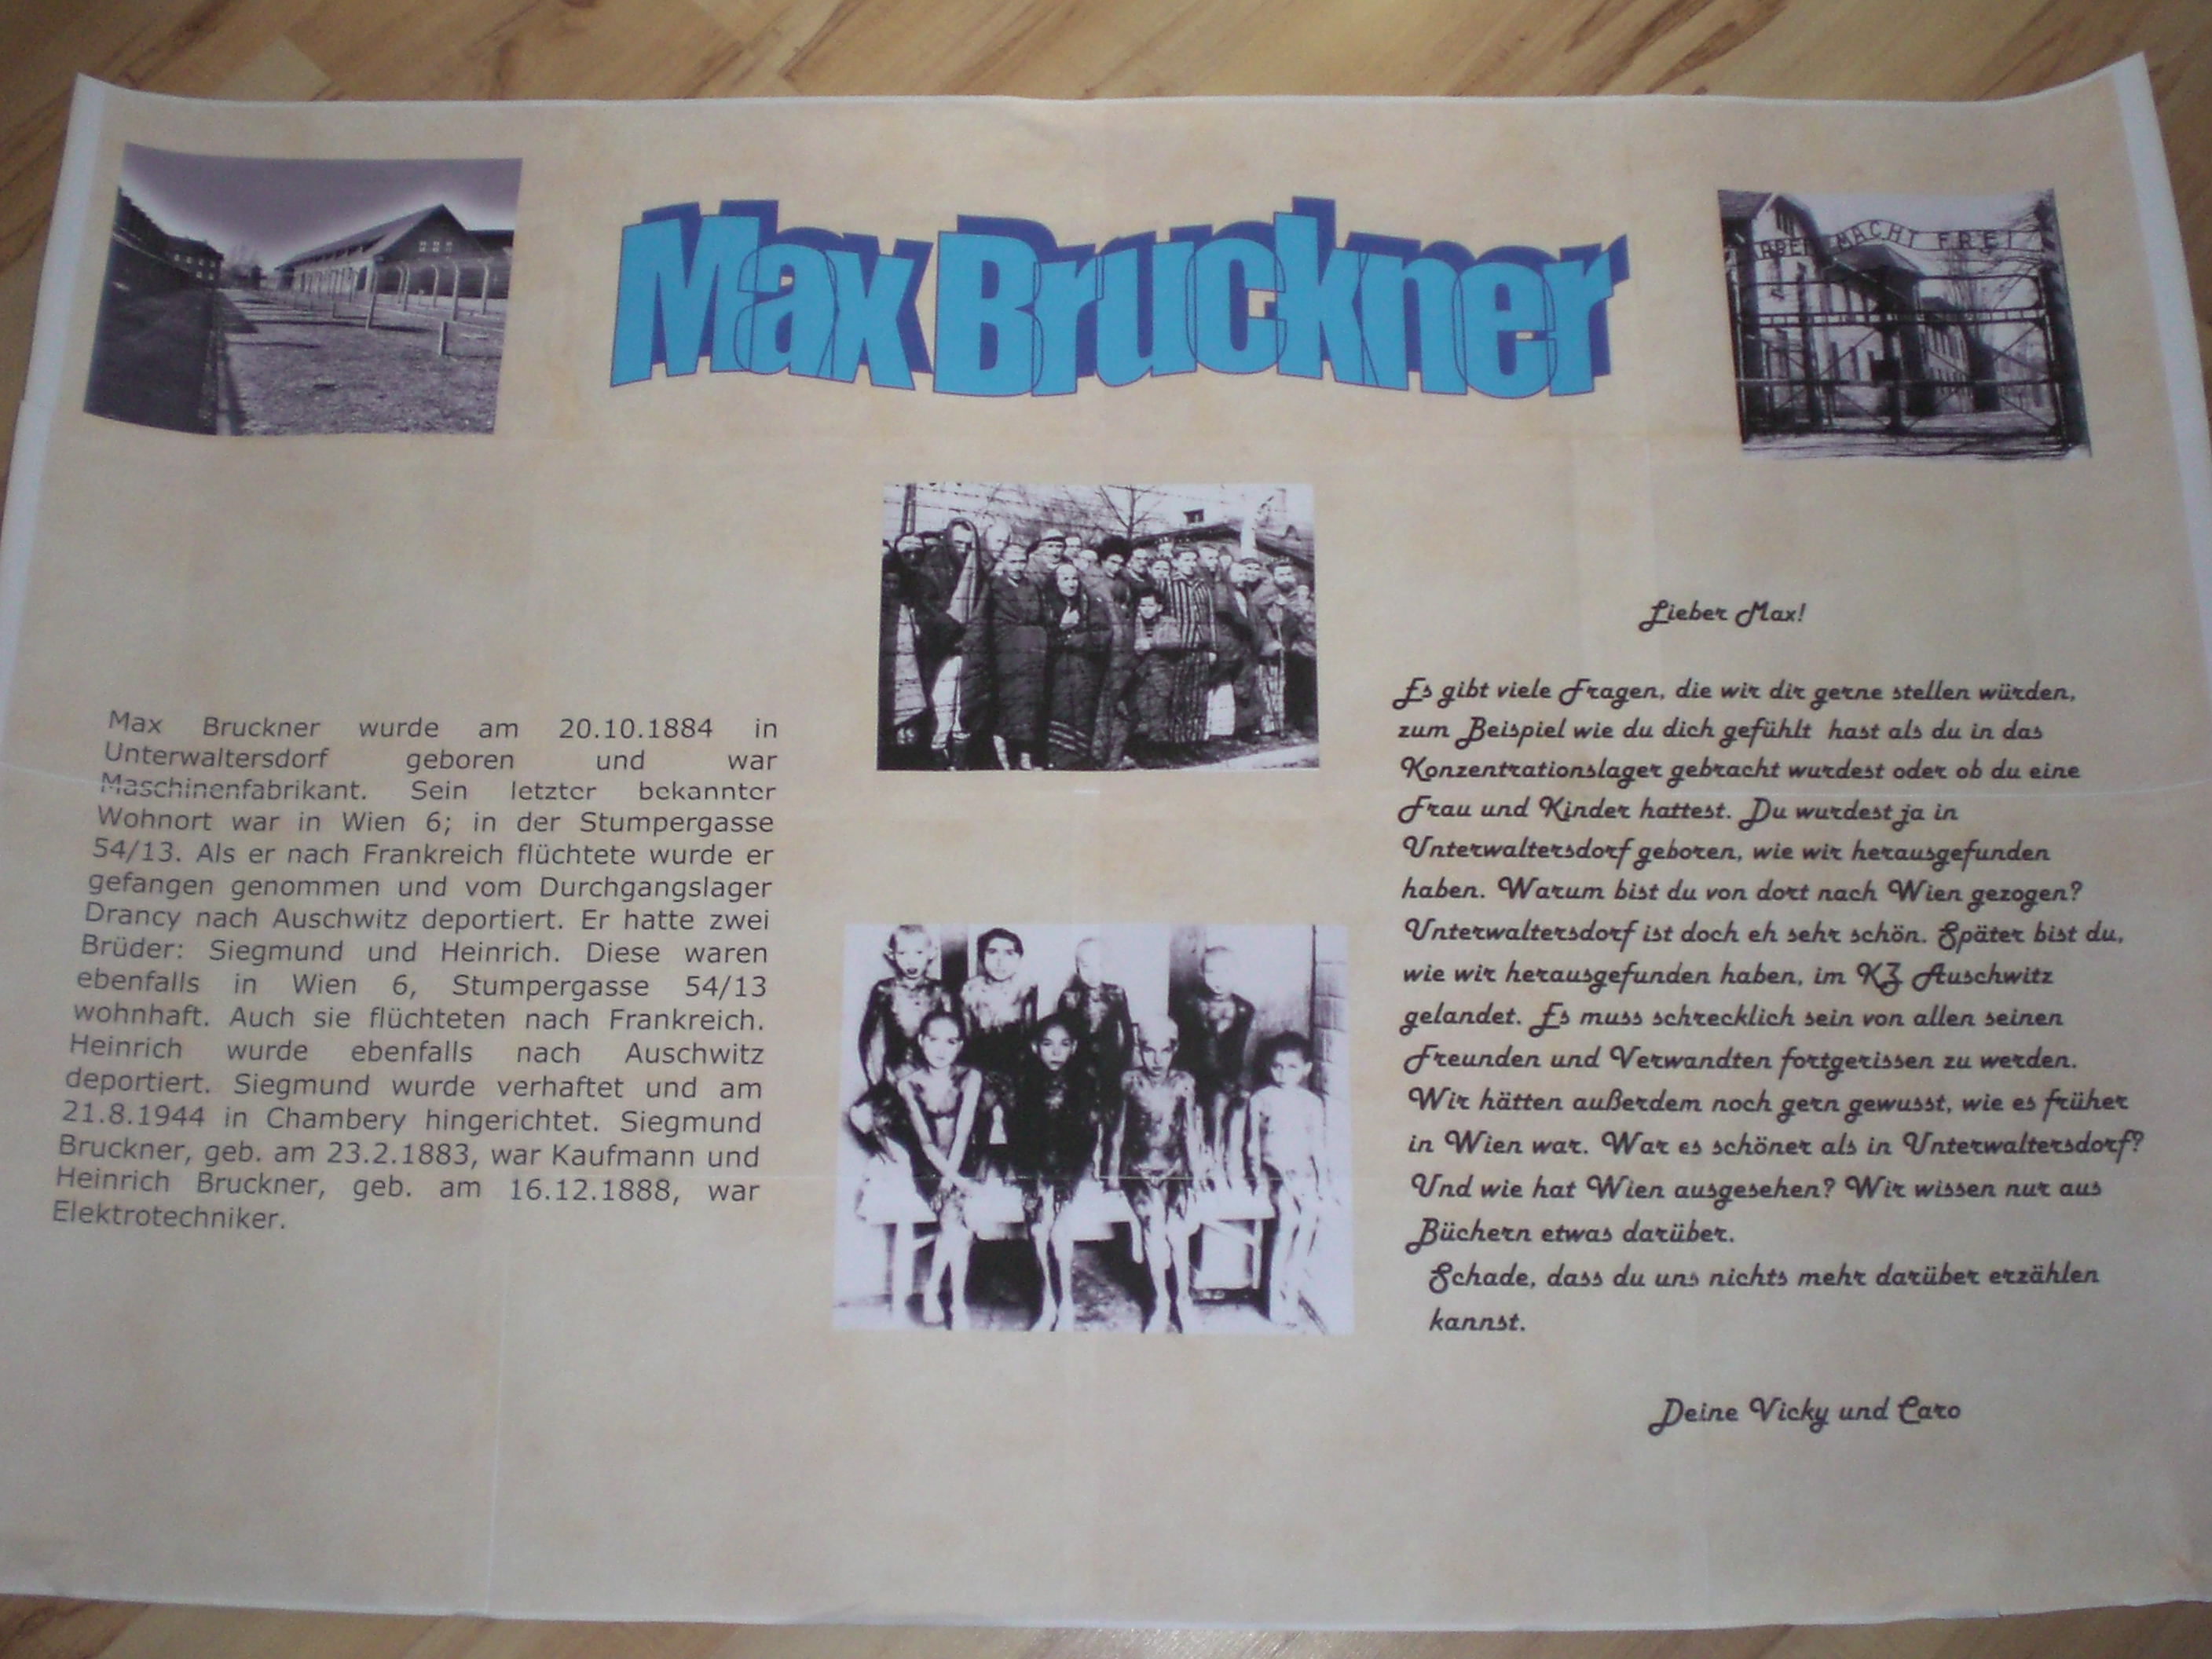 Max Bruckner
ARBEI MACHT FREI
Max Bruckner wurde am 20.10.1884 in
Unterwaltersdorf geboren und war
Maschinenfabrikant. Sein letzter bekannter
Wohnort war in Wien 6; in der Stumpergasse
54/13. Als er nach Frankreich flüchtete wurde er
gefangen genommen und vom Durchgangslager
Drancy nach Auschwitz deportiert. Er hatte zwei
Brüder: Siegmund und Heinrich. Diese waren
ebenfalls in Wien 6, Stumpergasse 54/13
wohnhaft. Auch sie flüchteten nach Frankreich.
Heinrich wurde ebenfalls nach Auschwitz
deportiert. Siegmund wurde verhaftet und am
21.8.1944 in Chambery hingerichtet. Siegmund
Bruckner, geb. am 23.2.1883, war Kaufmann und
Heinrich Bruckner, geb. am 16.12.1888, war
Elektrotechniker.
Lieber Max!
Es gibt viele Fragen, die wir dir gerne stellen würden,
zum Beispiel wie du dich gefühlt hast als du in das
Konzentrationslager gebracht wurdest oder ob du eine
Frau und Kinder hattest. Du wurdest ja in
Unterwaltersdorf geboren, wie wir herausgefunden
haben. Warum bist du von dort nach Wien gezogen?
Unterwaltersdorf ist doch eh sehr schön. Später bist du,
wie wir herausgefunden haben, im KZ Auschwitz
gelandet. Es muss schrecklich sein von allen seinen
Freunden und Verwandten fortgerissen zu werden.
Wir hätten außerdem noch gern gewusst, wie es früher
in Wien war. War es schöner als in Unterwaltersdorf?
Und wie hat Wien ausgesehen? Wir wissen nur aus
Büchern etwas darüber.
Schade, dass du uns nichts mehr darüber erzählen
kannst.
Deine Vicky und Caro